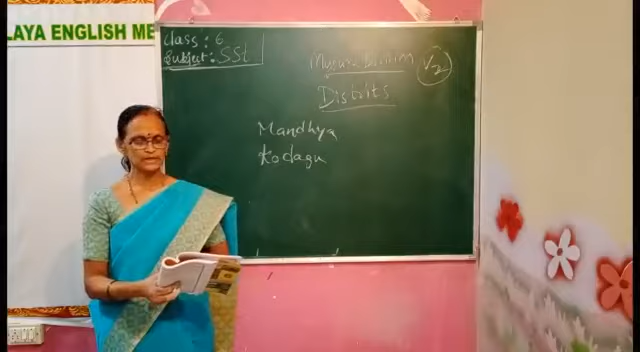 LAYA ENGLISH ME
Class: 6
Subject: SSt
Mysuru Division V2
Districts
Mandhya
Kodagu